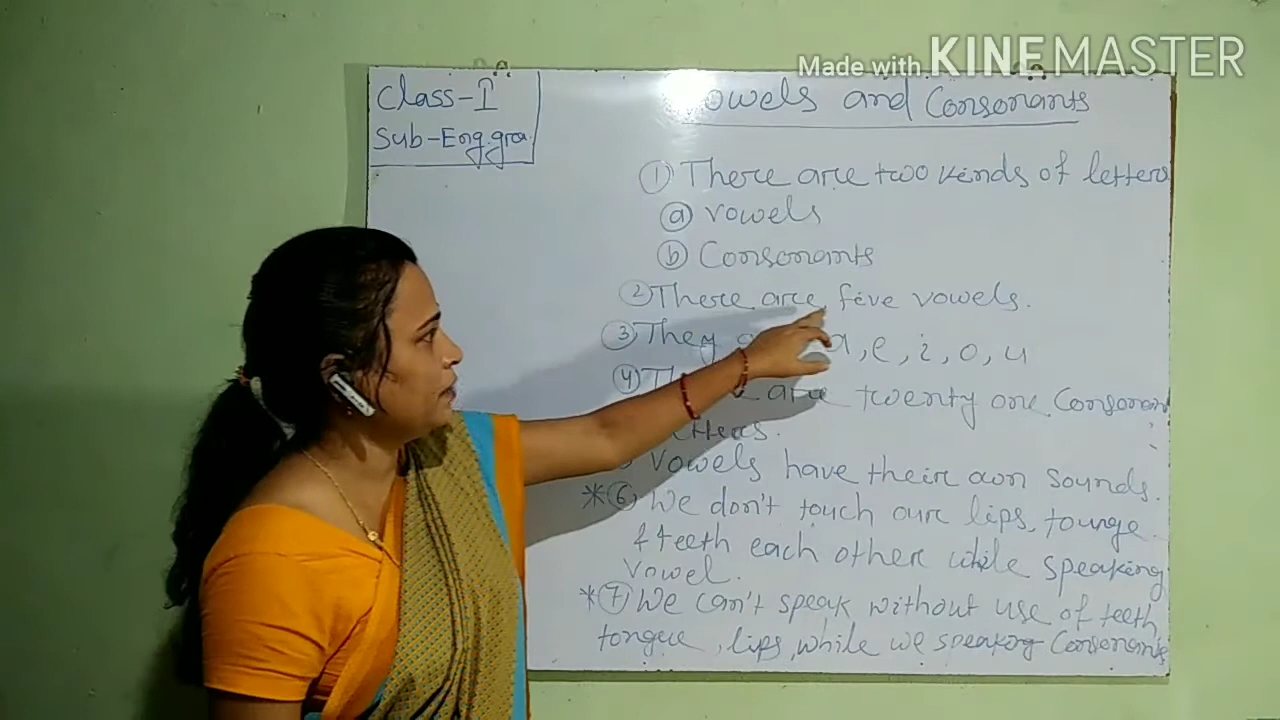 Made with KINEMASTER
Class-I
Sub-Eng.gra.
owels and Consonants
① There are two kinds of letters
ⓐ vowels
ⓑ Consonants
② There are five vowels.
③ They a, e, i, o, u
④ are twenty one Consonan
vowels have their own sounds.
*⑥ We don't touch our lips, tounge
& teeth each other while speaking
vowel.
*⑦ We can't speak without use of teeth
tongue, lips, while we speaking Consonants